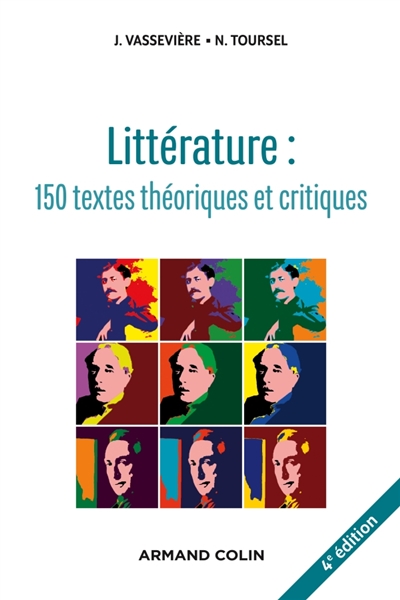 J. VASSEVIÈRE ▪ N. TOURSEL
Littérature :
150 textes théoriques et critiques
4e édition
ARMAND COLIN